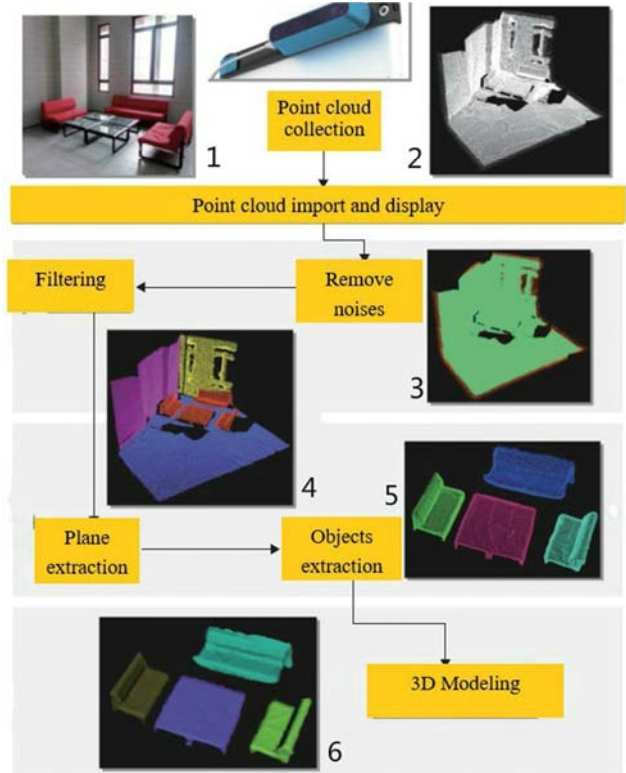 Point cloud
collection
1
2
Point cloud import and display
Filtering
Remove
noises
3
4
5
Plane
extraction
Objects
extraction
3D Modeling
6